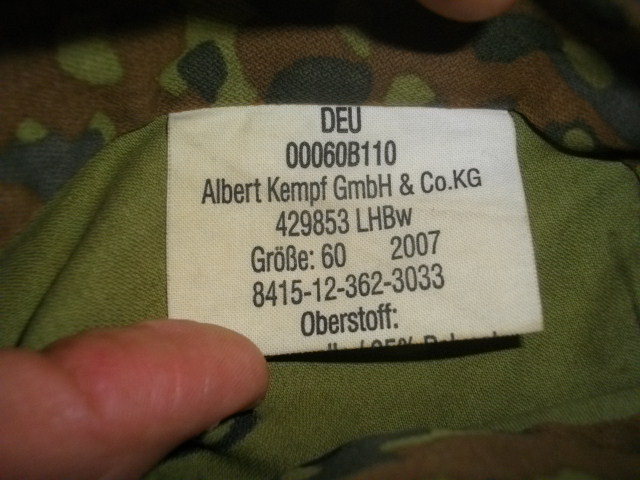 DEU
00060B110
Albert Kempf GmbH & Co.KG
429853 LHBw
Größe: 60 2007
8415-12-362-3033
Oberstoff: